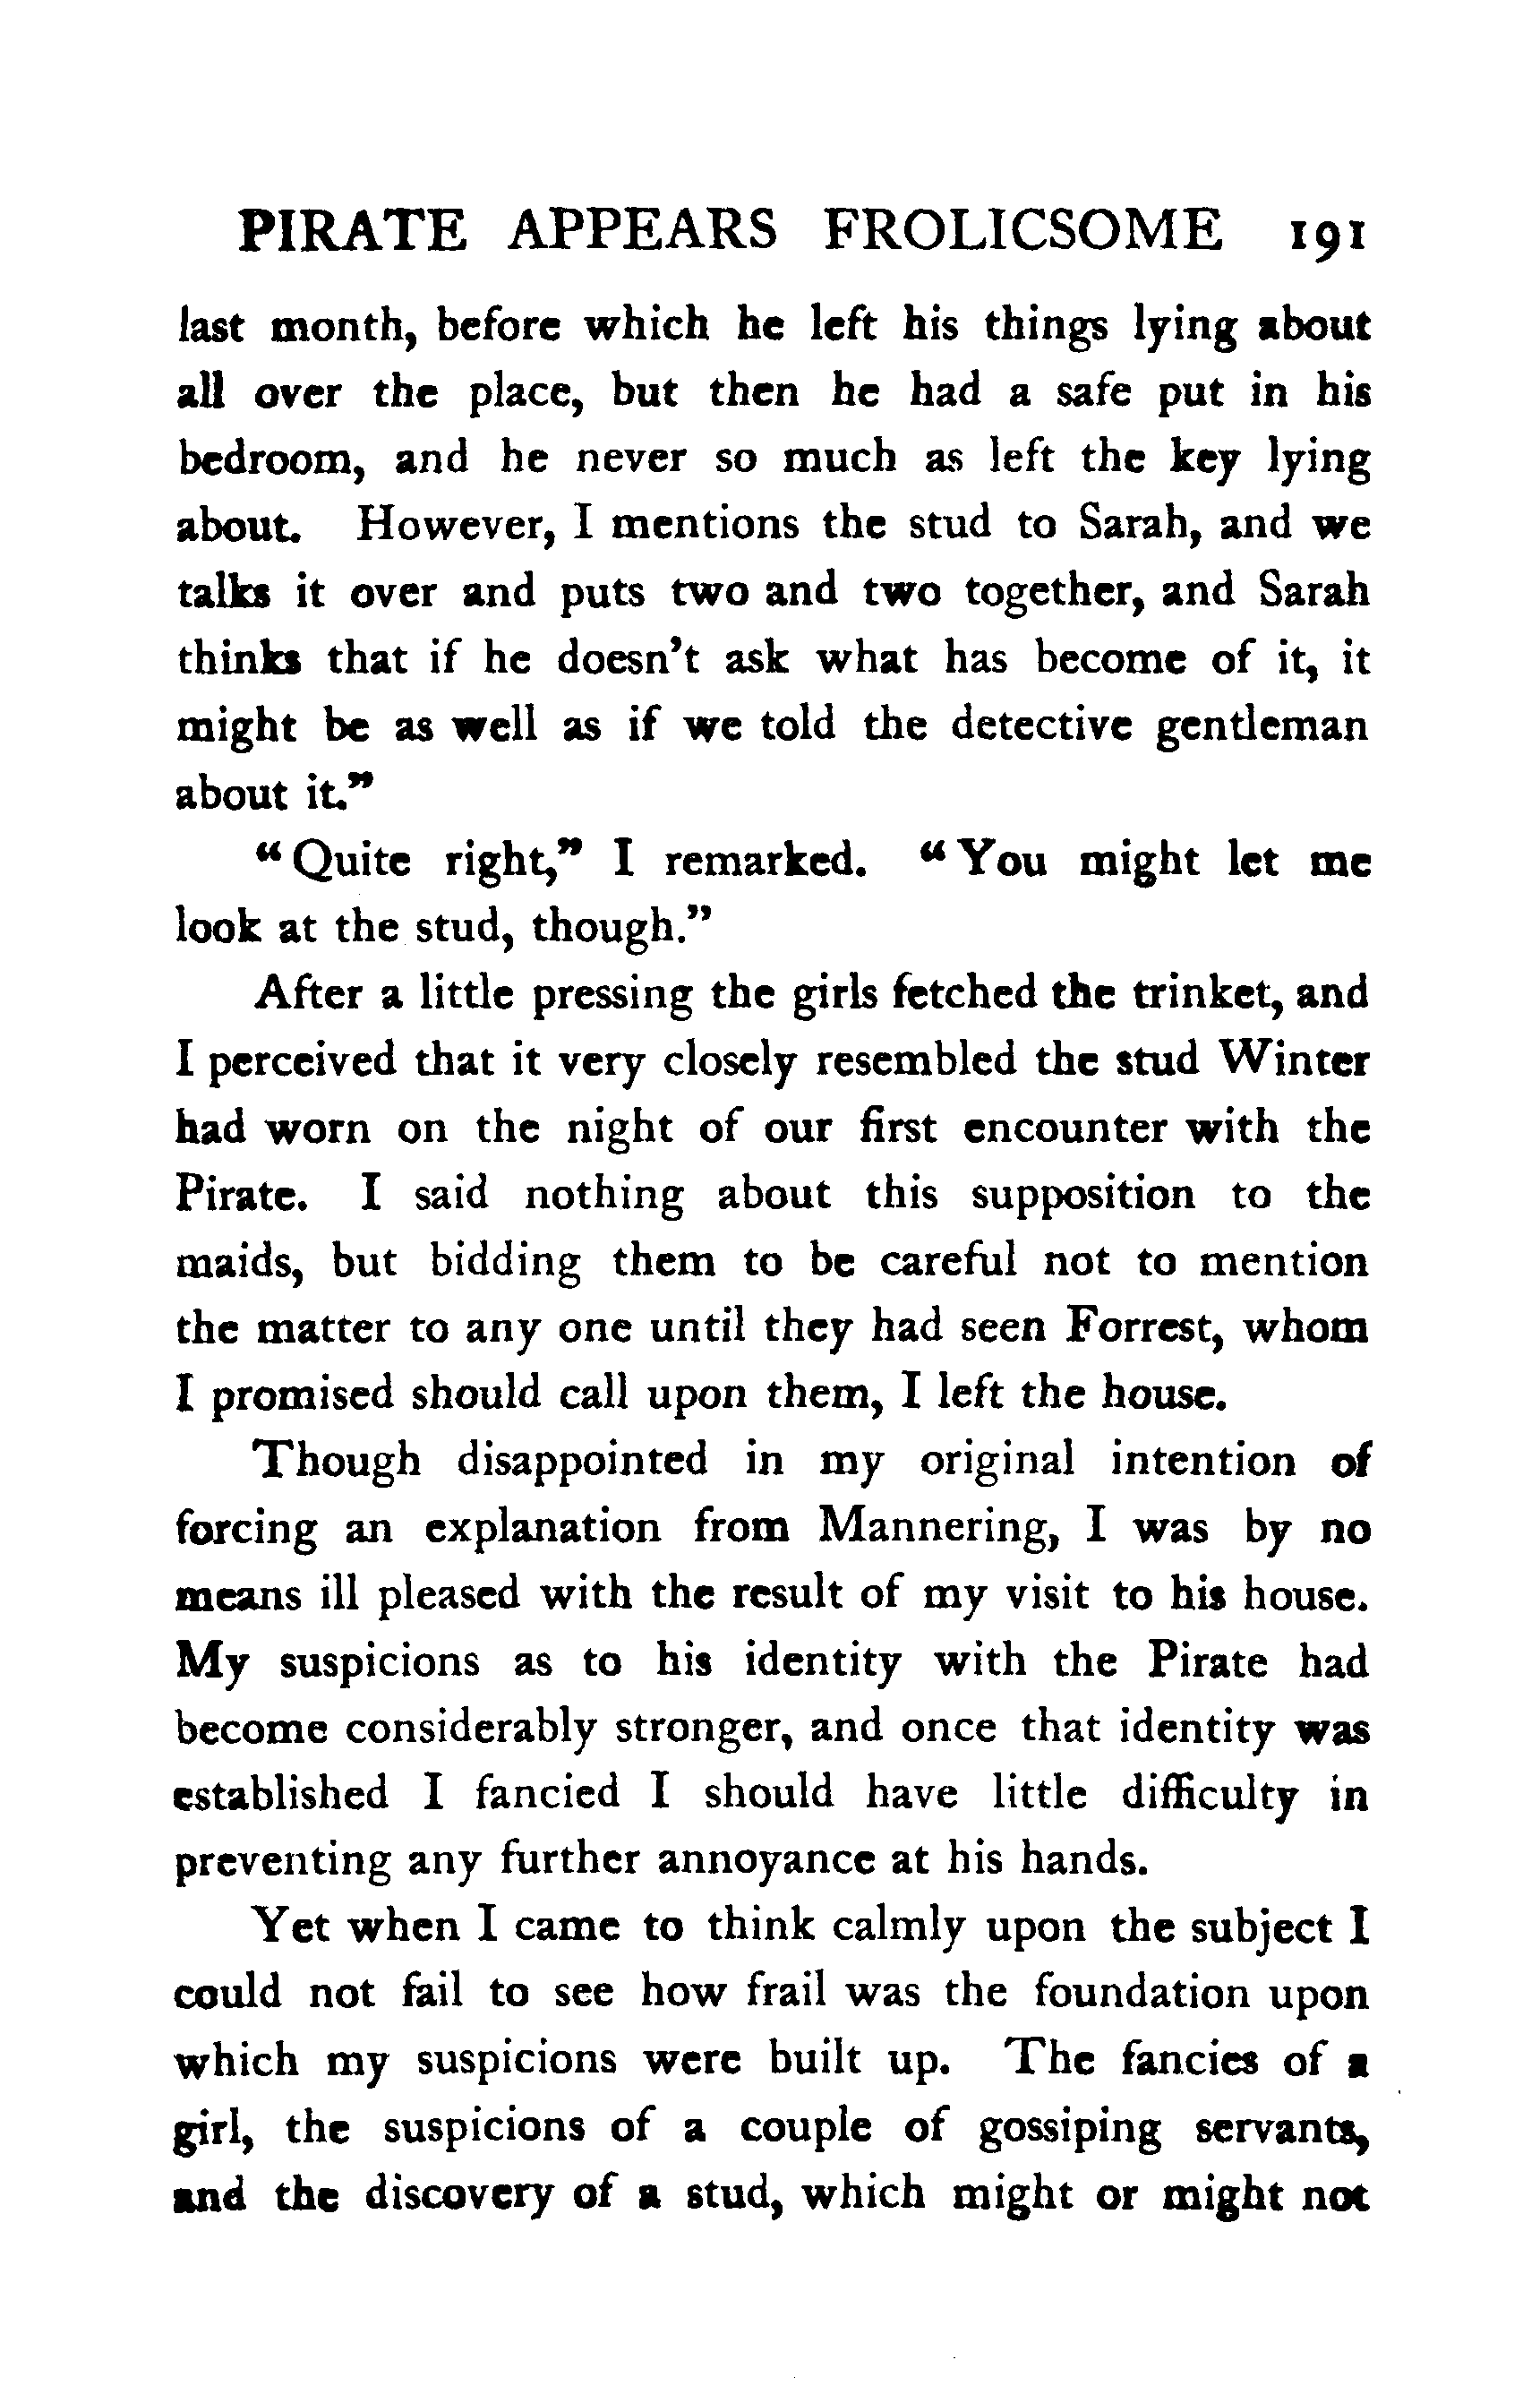 PIRATE APPEARS FROLICSOME 191
last month, before which he left his things lying about
all over the place, but then he had a safe put in his
bedroom, and he never so much as left the key lying
about. However, I mentions the stud to Sarah, and we
talks it over and puts two and two together, and Sarah
thinks that if he doesn't ask what has become of it, it
might be as well as if we told the detective gentleman
about it."
"Quite right," I remarked. "You might let me
look at the stud, though."
After a little pressing the girls fetched the trinket, and
I perceived that it very closely resembled the stud Winter
had worn on the night of our first encounter with the
Pirate. I said nothing about this supposition to the
maids, but bidding them to be careful not to mention
the matter to any one until they had seen Forrest, whom
I promised should call upon them, I left the house.
Though disappointed in my original intention of
forcing an explanation from Mannering, I was by no
means ill pleased with the result of my visit to his house.
My suspicions as to his identity with the Pirate had
become considerably stronger, and once that identity was
established I fancied I should have little difficulty in
preventing any further annoyance at his hands.
Yet when I came to think calmly upon the subject I
could not fail to see how frail was the foundation upon
which my suspicions were built up. The fancies of a
girl, the suspicions of a couple of gossiping servants,
and the discovery of a stud, which might or might not